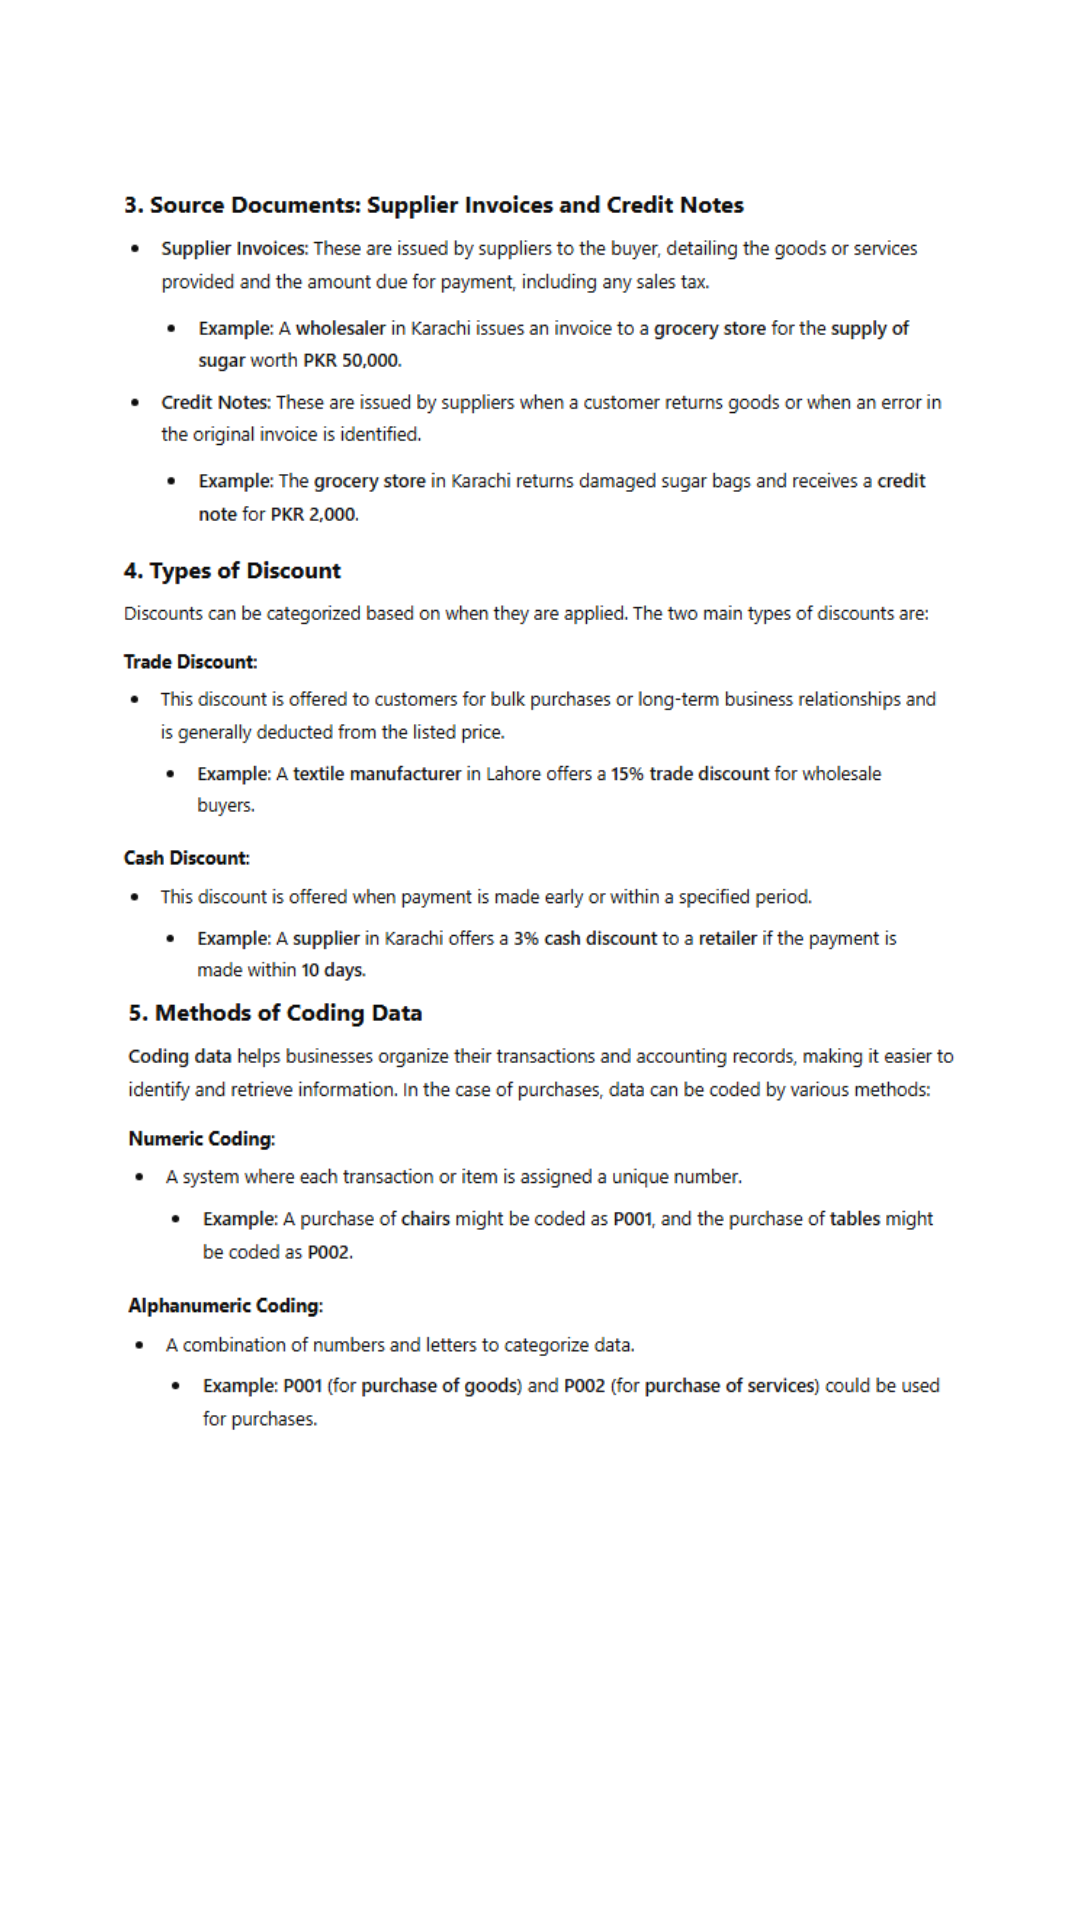 3. Source Documents: Supplier Invoices and Credit Notes
• Supplier Invoices: These are issued by suppliers to the buyer, detailing the goods or services
provided and the amount due for payment, including any sales tax.
• Example: A wholesaler in Karachi issues an invoice to a grocery store for the supply of
sugar worth PKR 50,000.
• Credit Notes: These are issued by suppliers when a customer returns goods or when an error in
the original invoice is identified.
• Example: The grocery store in Karachi returns damaged sugar bags and receives a credit
note for PKR 2,000.
4. Types of Discount
Discounts can be categorized based on when they are applied. The two main types of discounts are:
Trade Discount:
• This discount is offered to customers for bulk purchases or long-term business relationships and
is generally deducted from the listed price.
• Example: A textile manufacturer in Lahore offers a 15% trade discount for wholesale
buyers.
Cash Discount:
• This discount is offered when payment is made early or within a specified period.
• Example: A supplier in Karachi offers a 3% cash discount to a retailer if the payment is
made within 10 days.
5. Methods of Coding Data
Coding data helps businesses organize their transactions and accounting records, making it easier to
identify and retrieve information. In the case of purchases, data can be coded by various methods:
Numeric Coding:
• A system where each transaction or item is assigned a unique number.
• Example: A purchase of chairs might be coded as P001, and the purchase of tables might
be coded as P002.
Alphanumeric Coding:
• A combination of numbers and letters to categorize data.
• Example: P001 (for purchase of goods) and P002 (for purchase of services) could be used
for purchases.